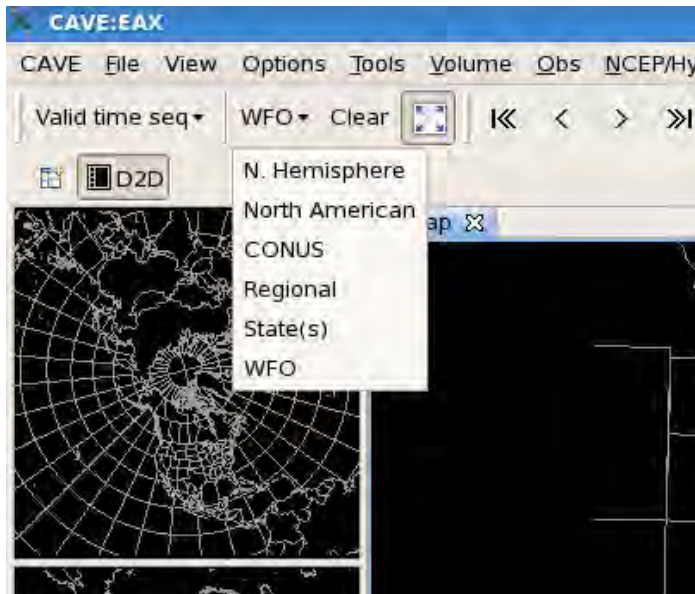 CAVE:EAX
CAVE File View Options Tools Volume Obs NCEP/Hy
Valid time seq WFO Clear
D2D
N. Hemisphere
North American
CONUS
Regional
State(s)
WFO
ap